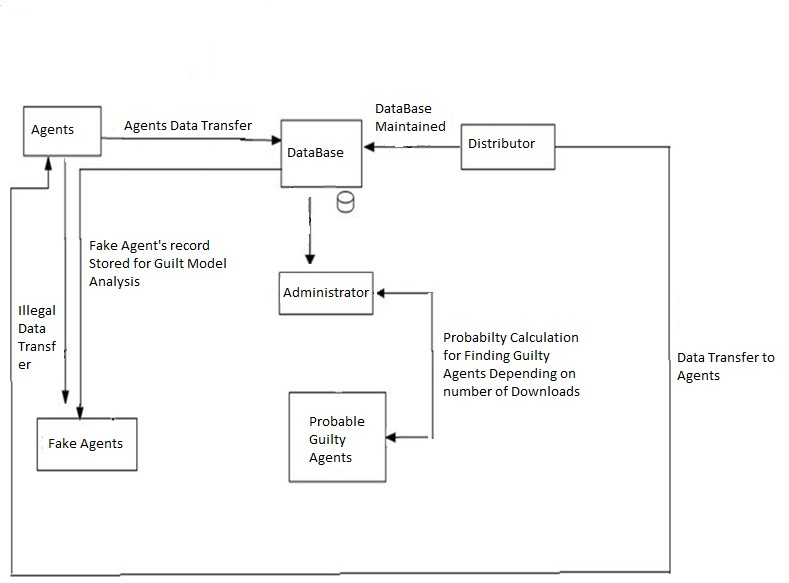 DataBase
Maintained
Agents Data Transfer
Agents
Distributor
DataBase
Fake Agent's record
Stored for Guilt Model
Analysis
Administrator
Illegal
Data
Transf
er
Probabilty Calculation
for Finding Guilty
Agents Depending on
number of Downloads
Data Transfer to
Agents
Probable
Guilty
Agents
Fake Agents